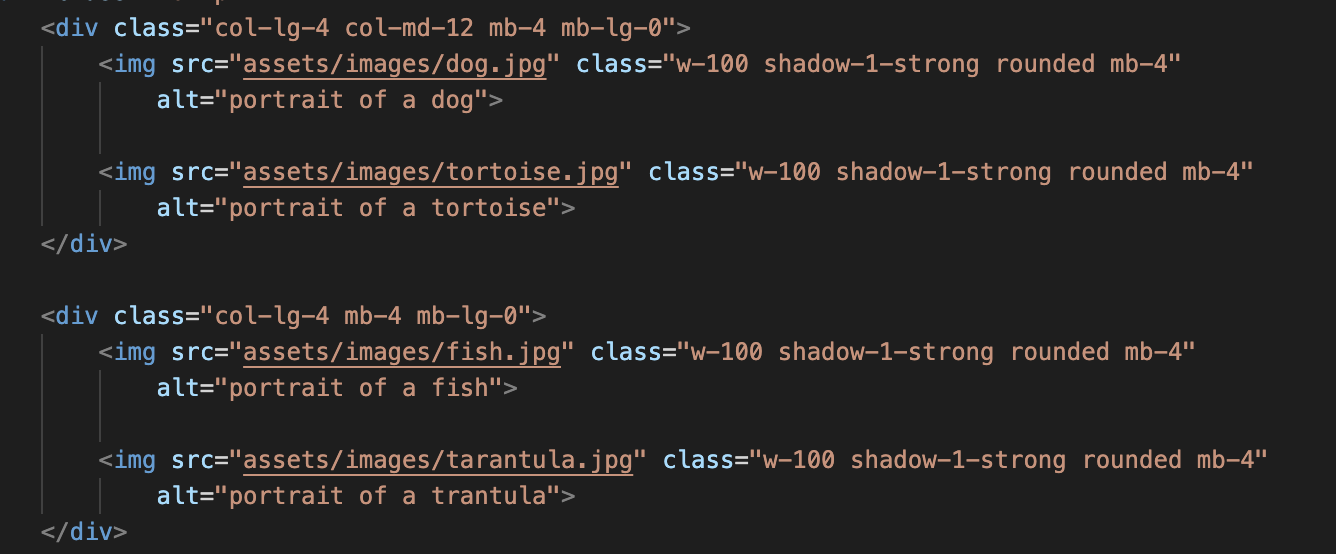 <div class="col-lg-4 col-md-12 mb-4 mb-lg-0">
<img src="assets/images/dog.jpg" class="w-100 shadow-1-strong rounded mb-4"
alt="portrait of a dog">
<img src="assets/images/tortoise.jpg" class="w-100 shadow-1-strong rounded mb-4"
alt="portrait of a tortoise">
</div>
<div class="col-lg-4 mb-4 mb-lg-0">
<img src="assets/images/fish.jpg" class="w-100 shadow-1-strong rounded mb-4"
alt="portrait of a fish">
<img src="assets/images/tarantula.jpg" class="w-100 shadow-1-strong rounded mb-4"
alt="portrait of a trantula">
</div>